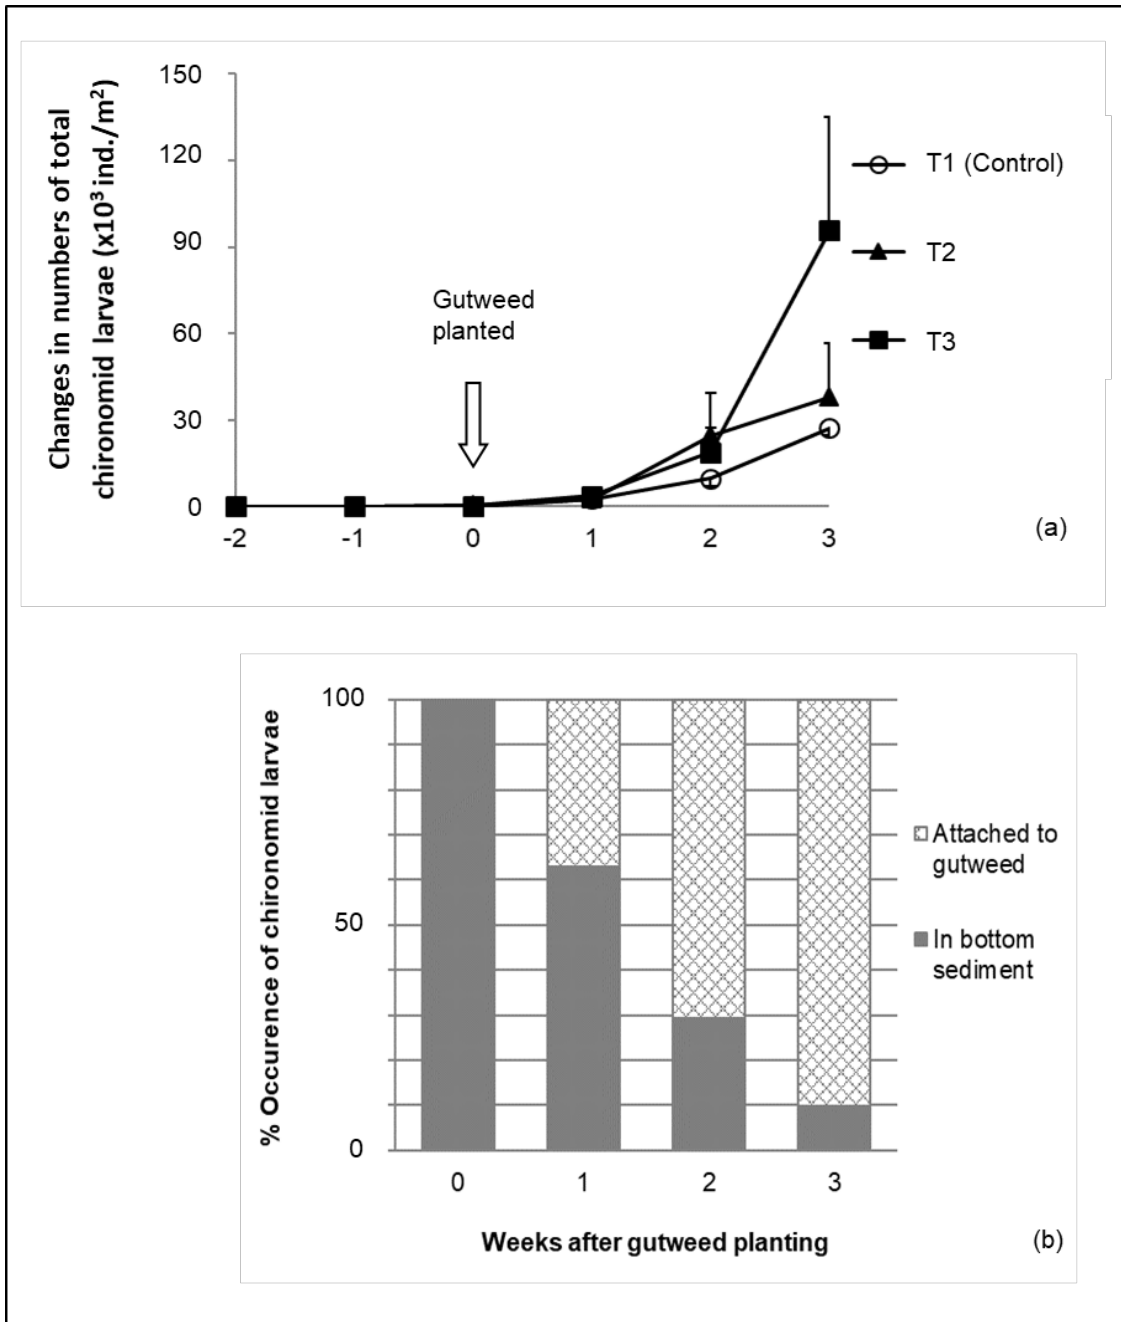 Changes in numbers of total
chironomid larvae (x10³ ind./m²)
150
120
90
60
30
0
-2
-1
0
1
2
3
Gutweed
planted
T1 (Control)
T2
T3
(a)
% Occurence of chironomid larvae
100
50
0
0
1
2
3
Attached to
gutweed
In bottom
sediment
Weeks after gutweed planting
(b)